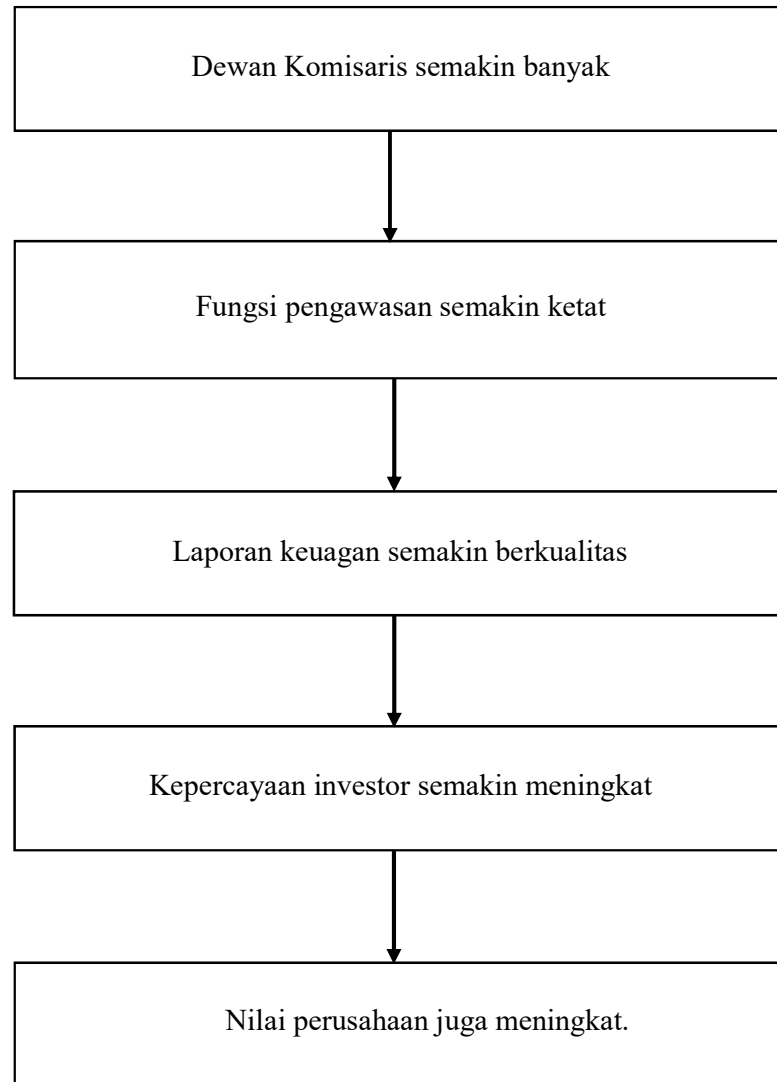 Dewan Komisaris semakin banyak
Fungsi pengawasan semakin ketat
Laporan keuagan semakin berkualitas
Kepercayaan investor semakin meningkat
Nilai perusahaan juga meningkat.